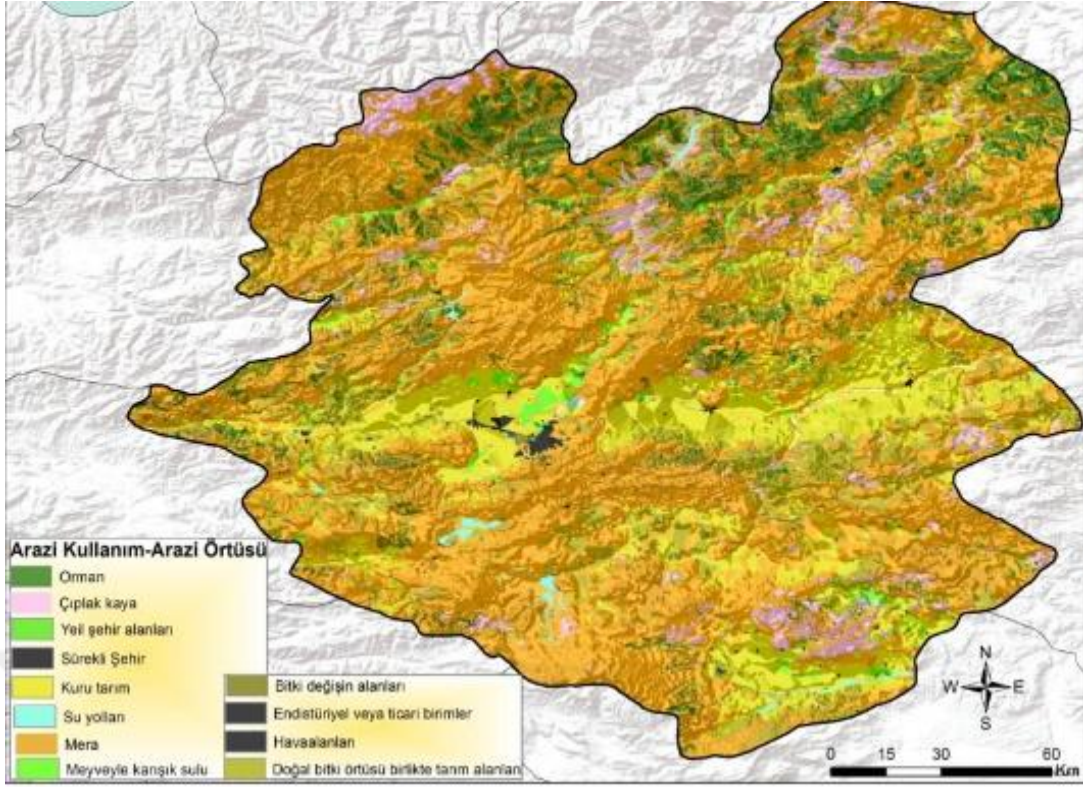 Arazi Kullanım-Arazi Örtüsü
Orman
Çıplak kaya
Yeil şehir alanları
Sürekli Şehir
Kuru tarım
Su yolları
Mera
Meyveyle karışık sulu
Bitki değişin alanları
Endistüriyel veya ticari birimler
Havaalanları
Doğal bitki örtüsü birlikte tarım alanları
N
W E
S
0 15 30 60
Km